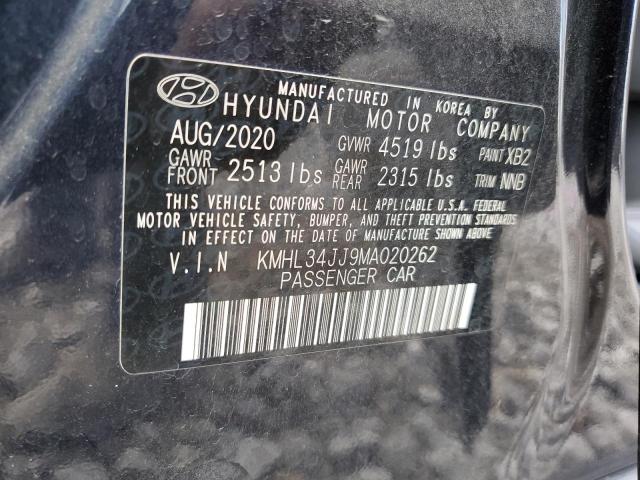 MANUFACTURED IN KOREA BY
HYUNDAI MOTOR COMPANY
AUG/2020 GVWR 4519 lbs PAINT XB2
GAWR FRONT 2513 lbs GAWR REAR 2315 lbs TRIM NNB
THIS VEHICLE CONFORMS TO ALL APPLICABLE U.S.A. FEDERAL
MOTOR VEHICLE SAFETY, BUMPER, AND THEFT PREVENTION STANDARDS
IN EFFECT ON THE DATE OF MANUFACTURE SHOWN ABOVE.
V.I.N KMHL34JJ9MA020262
PASSENGER CAR